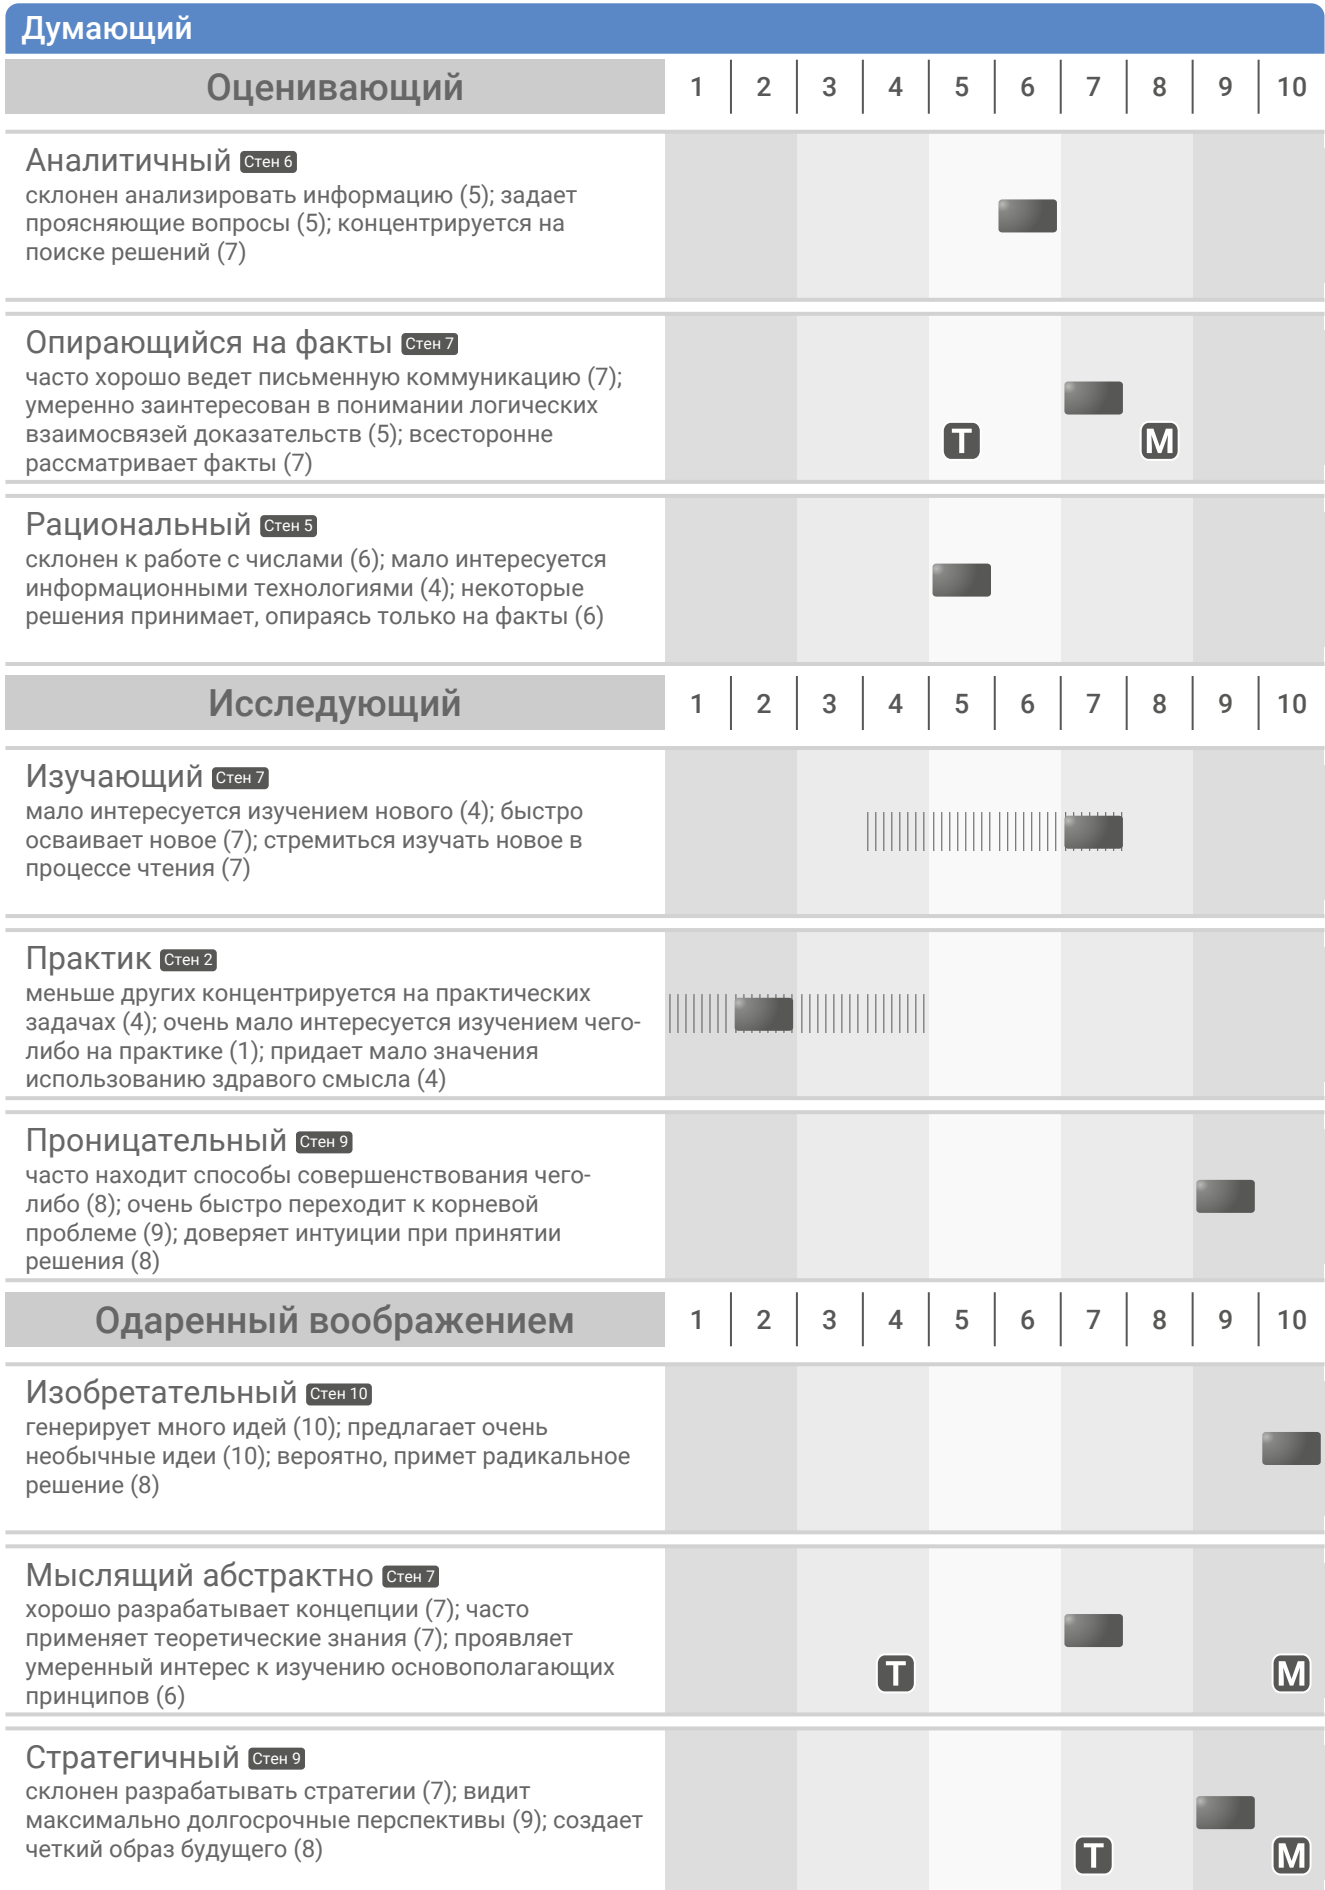 Думающий
Оценивающий 1 2 3 4 5 6 7 8 9 10
Аналитичный Стен 6
склонен анализировать информацию (5); задает
проясняющие вопросы (5); концентрируется на
поиске решений (7)
Опирающийся на факты Стен 7
часто хорошо ведет письменную коммуникацию (7);
умеренно заинтересован в понимании логических
взаимосвязей доказательств (5); всесторонне
рассматривает факты (7)
T M
Рациональный Стен 5
склонен к работе с числами (6); мало интересуется
информационными технологиями (4); некоторые
решения принимает, опираясь только на факты (6)
Исследующий 1 2 3 4 5 6 7 8 9 10
Изучающий Стен 7
мало интересуется изучением нового (4); быстро
осваивает новое (7); стремиться изучать новое в
процессе чтения (7)
Практик Стен 2
меньше других концентрируется на практических
задачах (4); очень мало интересуется изучением чего-
либо на практике (1); придает мало значения
использованию здравого смысла (4)
Проницательный Стен 9
часто находит способы совершенствования чего-
либо (8); очень быстро переходит к корневой
проблеме (9); доверяет интуиции при принятии
решения (8)
Одаренный воображением 1 2 3 4 5 6 7 8 9 10
Изобретательный Стен 10
генерирует много идей (10); предлагает очень
необычные идеи (10); вероятно, примет радикальное
решение (8)
Мыслящий абстрактно Стен 7
хорошо разрабатывает концепции (7); часто
применяет теоретические знания (7); проявляет
умеренный интерес к изучению основополагающих
принципов (6)
T M
Стратегичный Стен 9
склонен разрабатывать стратегии (7); видит
максимально долгосрочные перспективы (9); создает
четкий образ будущего (8)
T M